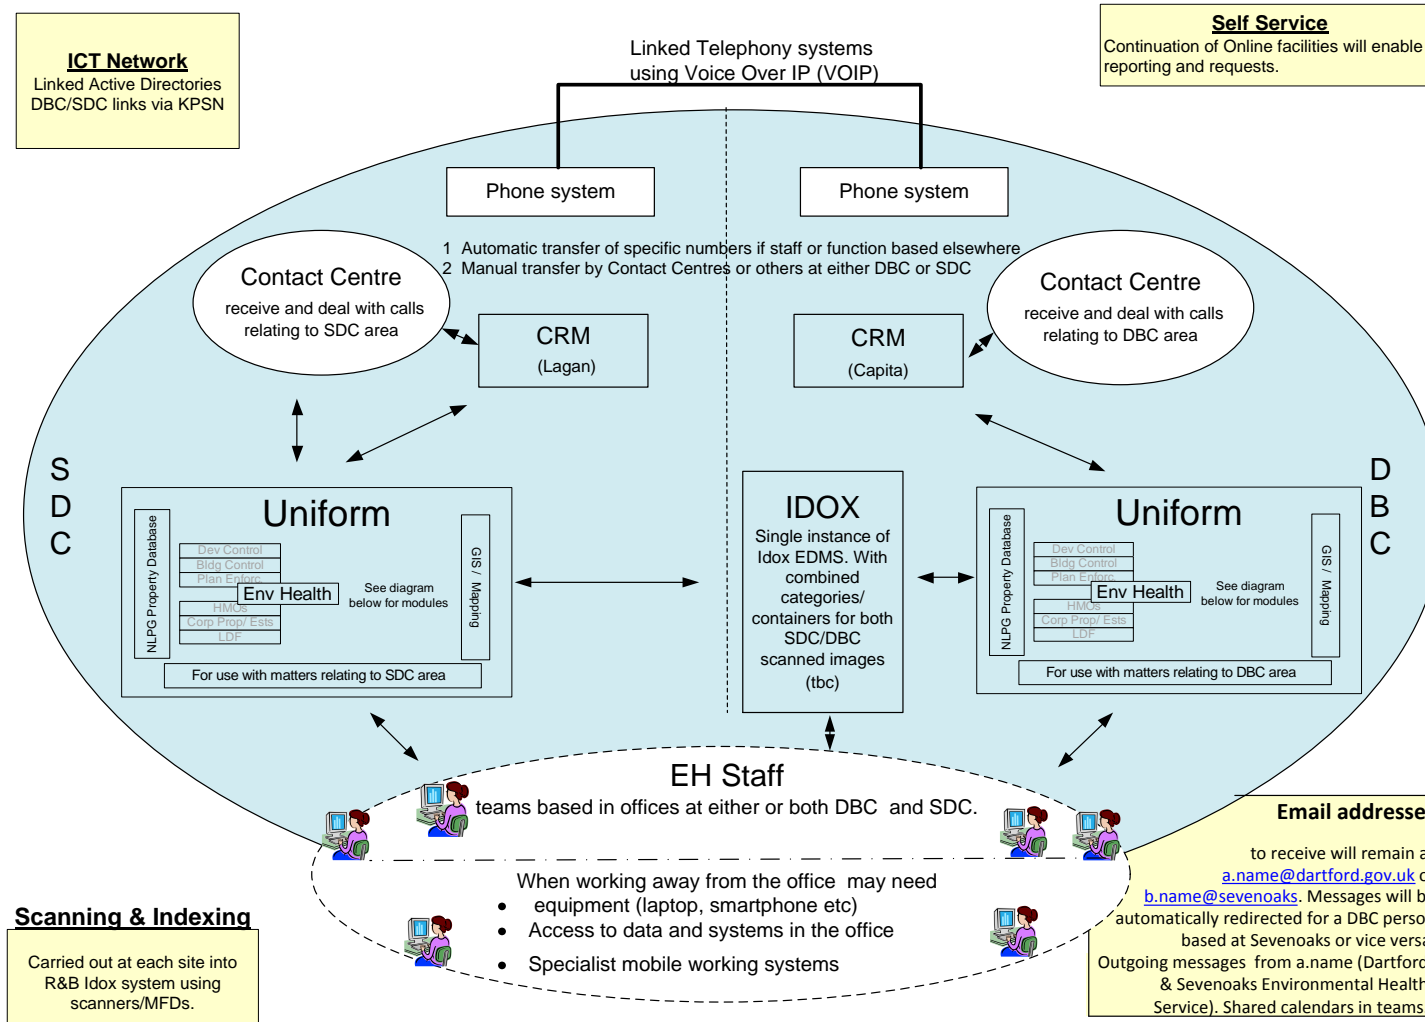 ICT Network
Linked Active Directories
DBC/SDC links via KPSN
Linked Telephony systems
using Voice Over IP (VOIP)
Self Service
Continuation of Online facilities will enable
reporting and requests.
Phone system
Phone system
1 Automatic transfer of specific numbers if staff or function based elsewhere
2 Manual transfer by Contact Centres or others at either DBC or SDC
Contact Centre
receive and deal with calls
relating to SDC area
CRM
(Lagan)
CRM
(Capita)
Contact Centre
receive and deal with calls
relating to DBC area
S
D
C
D
B
C
Uniform
NLPG Property Database
Dev Control
Bldg Control
Plan Enforc.
Env Health
HMOs
Corp Prop/ Ests
LDF
See diagram
below for modules
GIS / Mapping
For use with matters relating to SDC area
IDOX
Single instance of
Idox EDMS. With
combined
categories/
containers for both
SDC/DBC
scanned images
(tbc)
Uniform
NLPG Property Database
Dev Control
Bldg Control
Plan Enforc.
Env Health
HMOs
Corp Prop/ Ests
LDF
See diagram
below for modules
GIS / Mapping
For use with matters relating to DBC area
EH Staff
teams based in offices at either or both DBC and SDC.
When working away from the office may need
• equipment (laptop, smartphone etc)
• Access to data and systems in the office
• Specialist mobile working systems
Scanning & Indexing
Carried out at each site into
R&B Idox system using
scanners/MFDs.
Email addresse
to receive will remain a
a.name@dartford.gov.uk o
b.name@sevenoaks. Messages will b
automatically redirected for a DBC perso
based at Sevenoaks or vice versa
Outgoing messages from a.name (Dartford
& Sevenoaks Environmental Health
Service). Shared calendars in teams